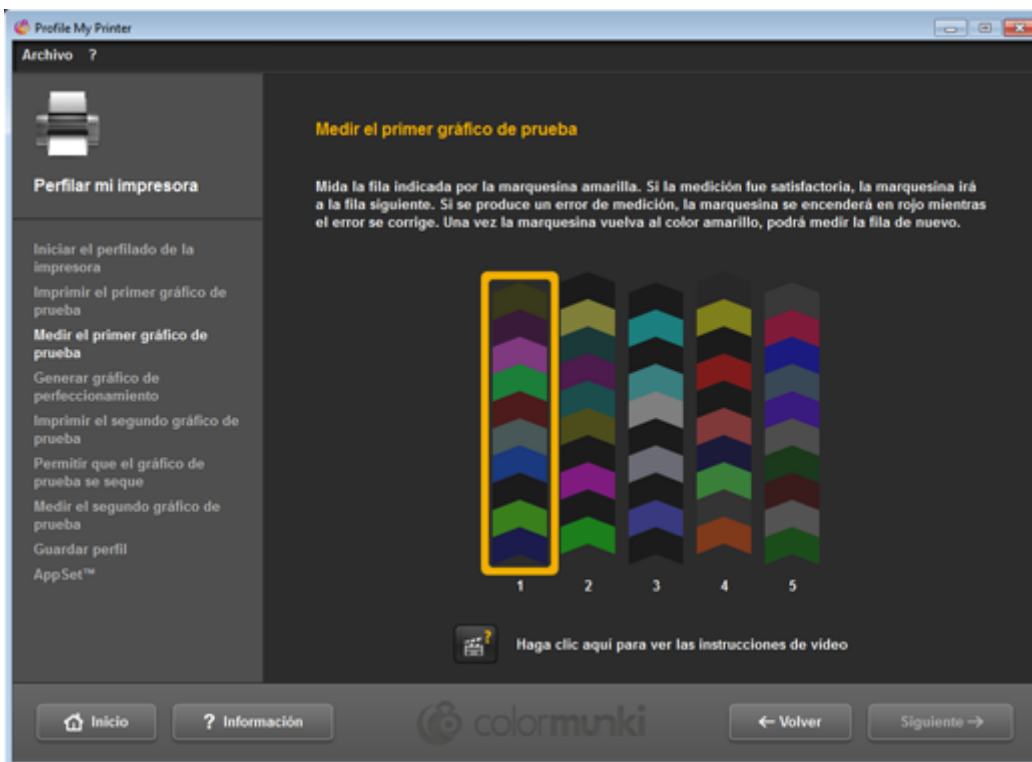 Profile My Printer
Archivo ?
Perfilar mi impresora
Iniciar el perfilado de la
impresora
Imprimir el primer gráfico de
prueba
Medir el primer gráfico de
prueba
Generar gráfico de
perfeccionamiento
Imprimir el segundo gráfico de
prueba
Permitir que el gráfico de
prueba se seque
Medir el segundo gráfico de
prueba
Guardar perfil
AppSet™
Medir el primer gráfico de prueba
Mida la fila indicada por la marquesina amarilla. Si la medición fue satisfactoria, la marquesina irá
a la fila siguiente. Si se produce un error de medición, la marquesina se encenderá en rojo mientras
el error se corrige. Una vez la marquesina vuelva al color amarillo, podrá medir la fila de nuevo.
1 2 3 4 5
?
Haga clic aquí para ver las instrucciones de vídeo
Inicio
? Información
colormunki
← Volver
Siguiente →